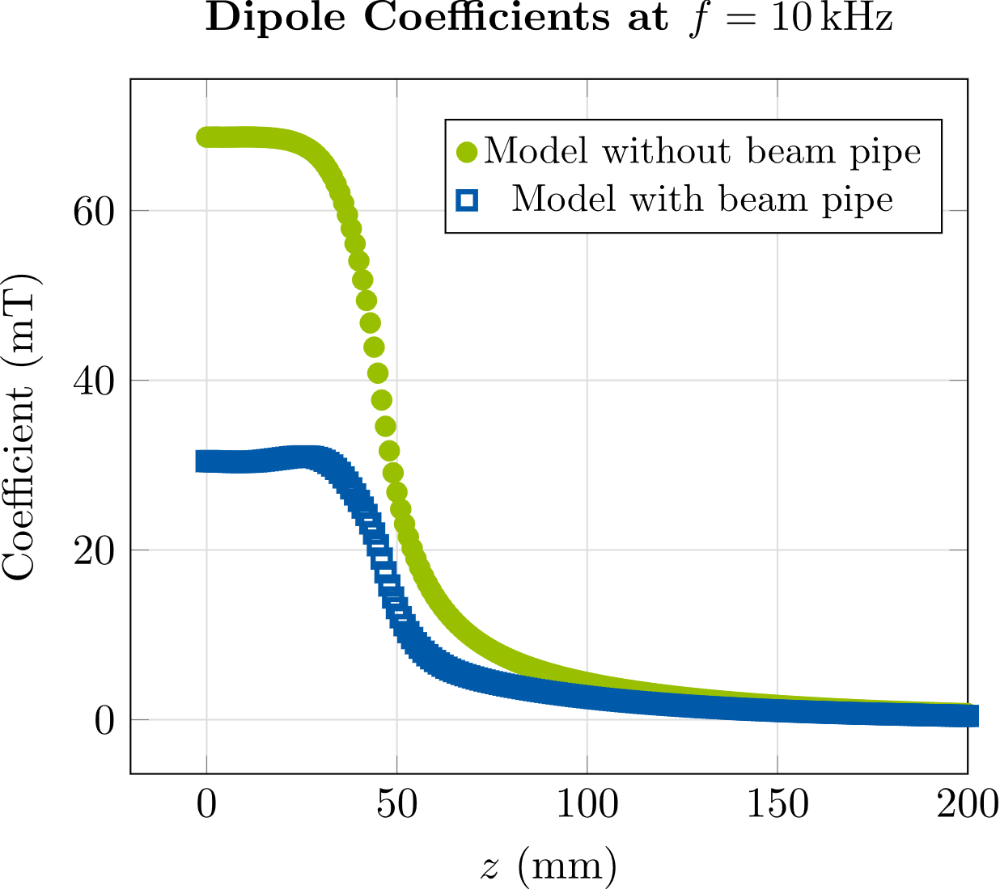 Dipole Coefficients at f = 10 kHz
Model without beam pipe
Model with beam pipe
Coefficient (mT)
60
40
20
0
0 50 100 150 200
z (mm)